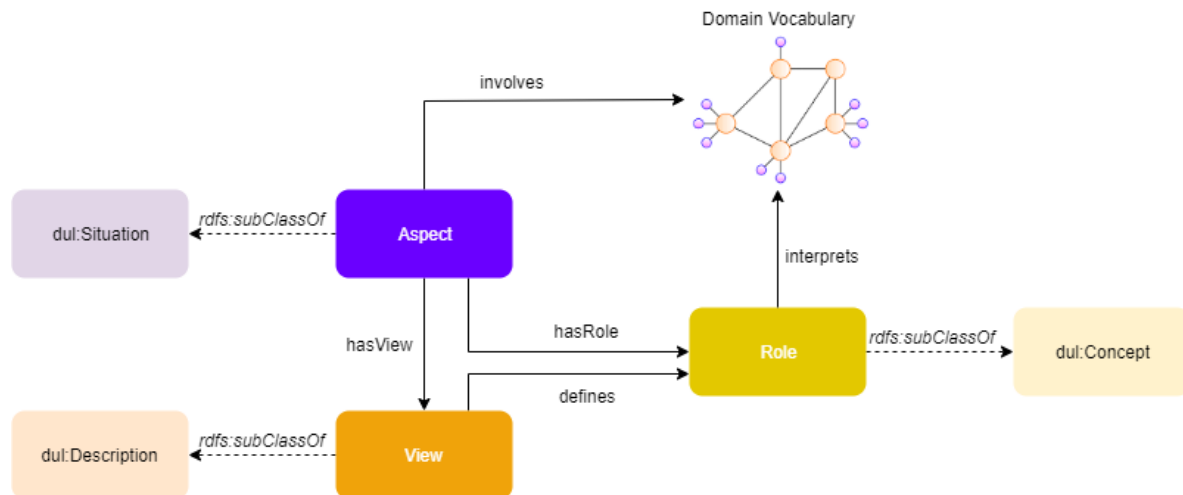 Domain Vocabulary
involves
dul:Situation
rdfs:subClassOf
Aspect
interprets
hasView
hasRole
Role
rdfs:subClassOf
dul:Concept
defines
dul:Description
rdfs:subClassOf
View